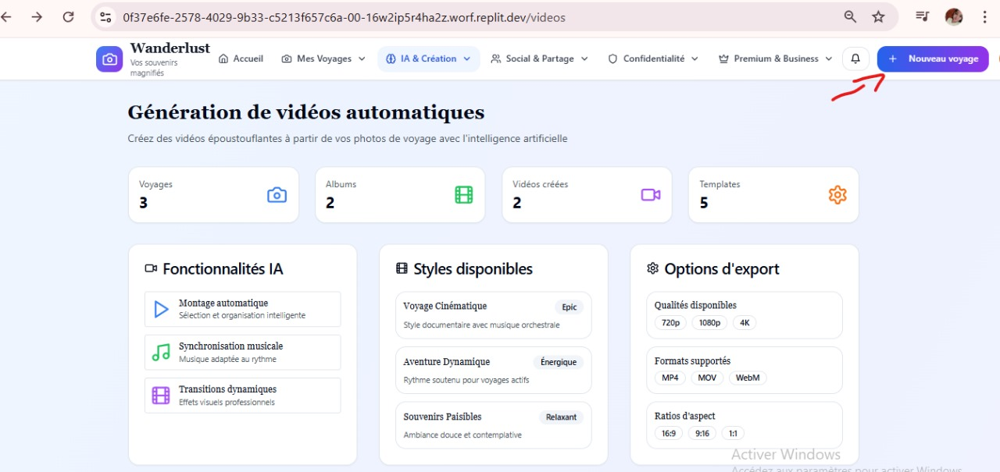 0f37e6fe-2578-4029-9b33-c5213f657c6a-00-16w2ip5r4ha2z.worf.replit.dev/videos
Wanderlust
Vos souvenirs
magnifiés
Accueil
Mes Voyages
IA & Création
Social & Partage
Confidentialité
Premium & Business
+ Nouveau voyage
Génération de vidéos automatiques
Créez des vidéos époustouflantes à partir de vos photos de voyage avec l'intelligence artificielle
Voyages
3
Albums
2
Vidéos créées
2
Templates
5
Fonctionnalités IA
Montage automatique
Sélection et organisation intelligente
Synchronisation musicale
Musique adaptée au rythme
Transitions dynamiques
Effets visuels professionnels
Styles disponibles
Voyage Cinématique
Epic
Style documentaire avec musique orchestrale
Aventure Dynamique
Énergique
Rythme soutenu pour voyages actifs
Souvenirs Paisibles
Relaxant
Ambiance douce et contemplative
Options d'export
Qualités disponibles
720p 1080p 4K
Formats supportés
MP4 MOV WebM
Ratios d'aspect
16:9 9:16 1:1
Activer Windows
Accédez aux paramètres pour activer Windows.